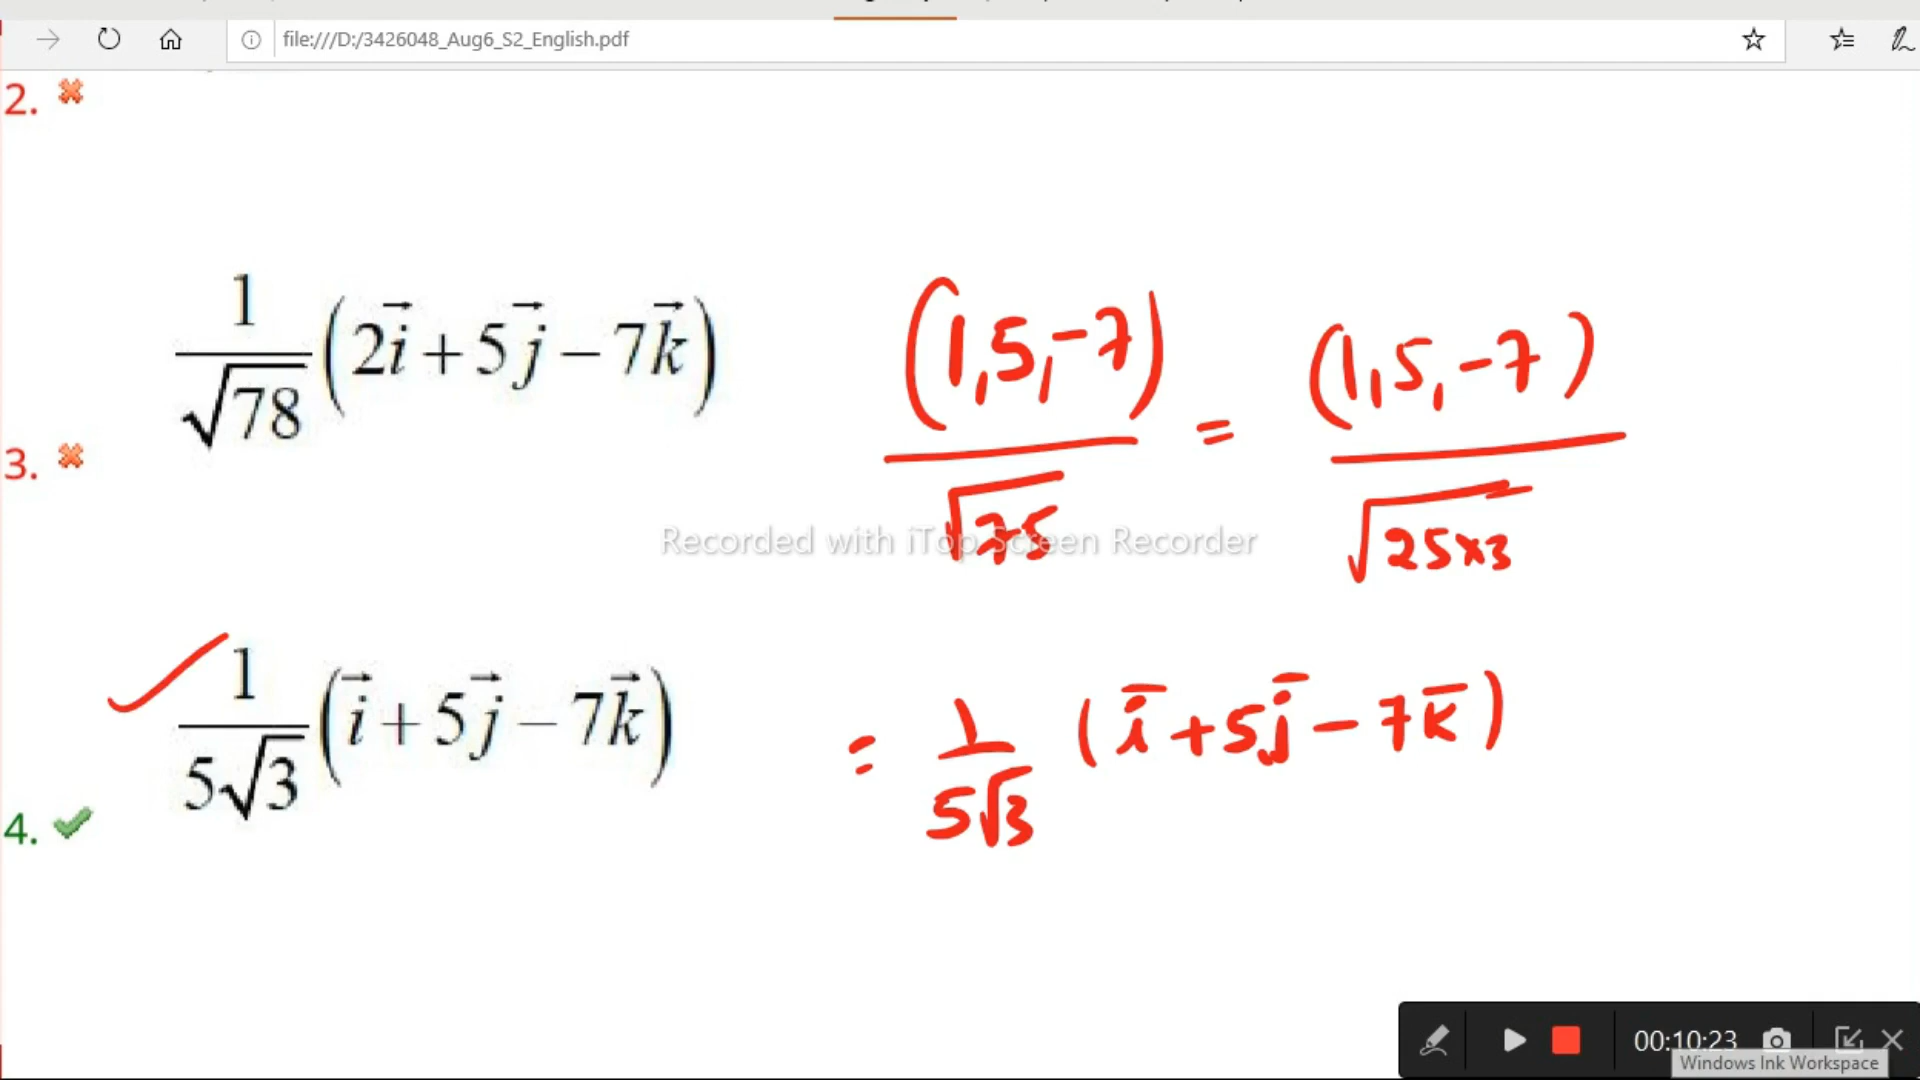 file:///D:/3426048_Aug6_S2_English.pdf
2.
1/√78 (2i⃗ + 5j⃗ − 7k⃗)
3.
(1,5,-7)/√75 = (1,5,-7)/√25×3
Recorded with iTop Screen Recorder
1/5√3 (i⃗ + 5j⃗ − 7k⃗)
4.
= 1/5√3 (i̅+5j̅-7k̅)
00:10:23
Windows Ink Workspace